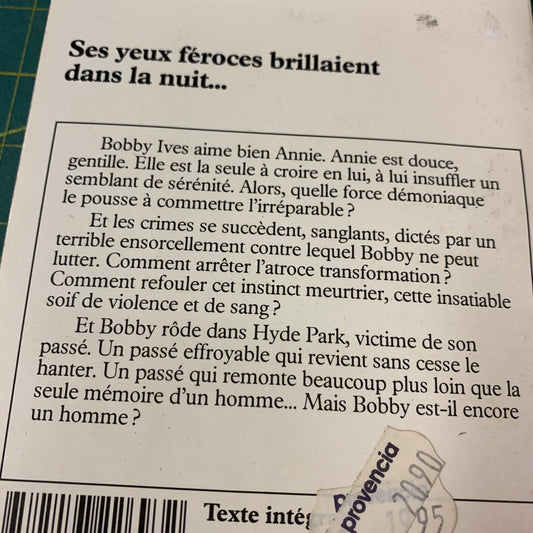 Ses yeux féroces brillaient
dans la nuit...
Bobby Ives aime bien Annie. Annie est douce,
gentille. Elle est la seule à croire en lui, à lui insuffler un
semblant de sérénité. Alors, quelle force démoniaque
le pousse à commettre l'irréparable ?
Et les crimes se succèdent, sanglants, dictés par un
terrible ensorcellement contre lequel Bobby ne peut
lutter. Comment arrêter l'atroce transformation ?
Comment refouler cet instinct meurtrier, cette insatiable
soif de violence et de sang ?
Et Bobby rôde dans Hyde Park, victime de son
passé. Un passé effroyable qui revient sans cesse le
hanter. Un passé qui remonte beaucoup plus loin que la
seule mémoire d'un homme... Mais Bobby est-il encore
un homme ?
Texte
provencia
2090